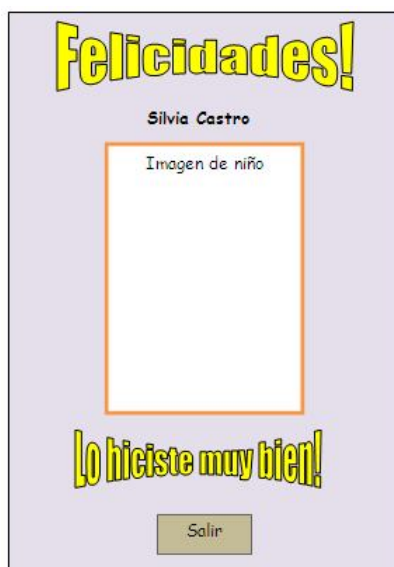 Felicidades!
Silvia Castro
Imagen de niño
Lo hiciste muy bien!
Salir